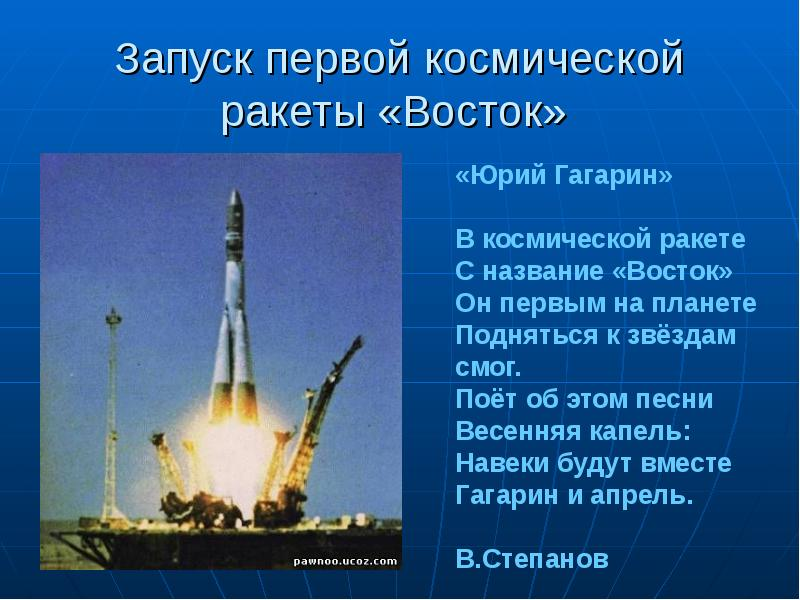 Запуск первой космической
ракеты «Восток»
«Юрий Гагарин»
В космической ракете
С название «Восток»
Он первым на планете
Подняться к звёздам
смог.
Поёт об этом песни
Весенняя капель:
Навеки будут вместе
Гагарин и апрель.
В.Степанов
pawnoo.ucoz.com